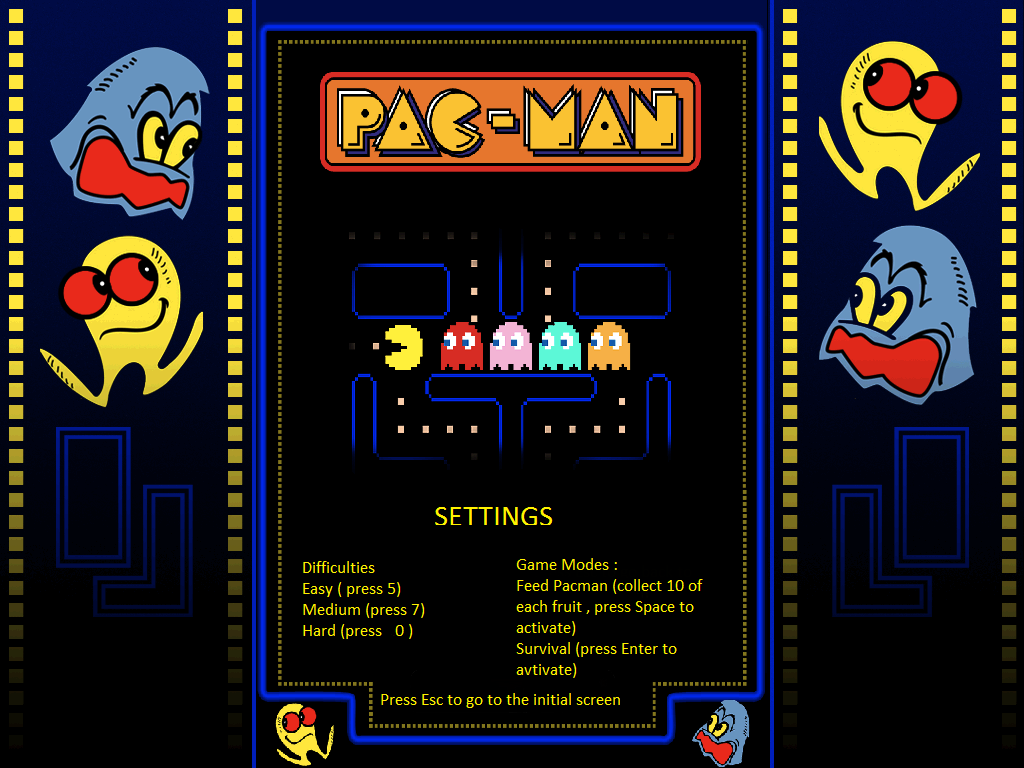 PAC-MAN
SETTINGS
Difficulties
Easy ( press 5)
Medium (press 7)
Hard (press   0 )
Game Modes :
Feed Pacman (collect 10 of
each fruit , press Space to
activate)
Survival (press Enter to
avtivate)
Press Esc to go to the initial screen